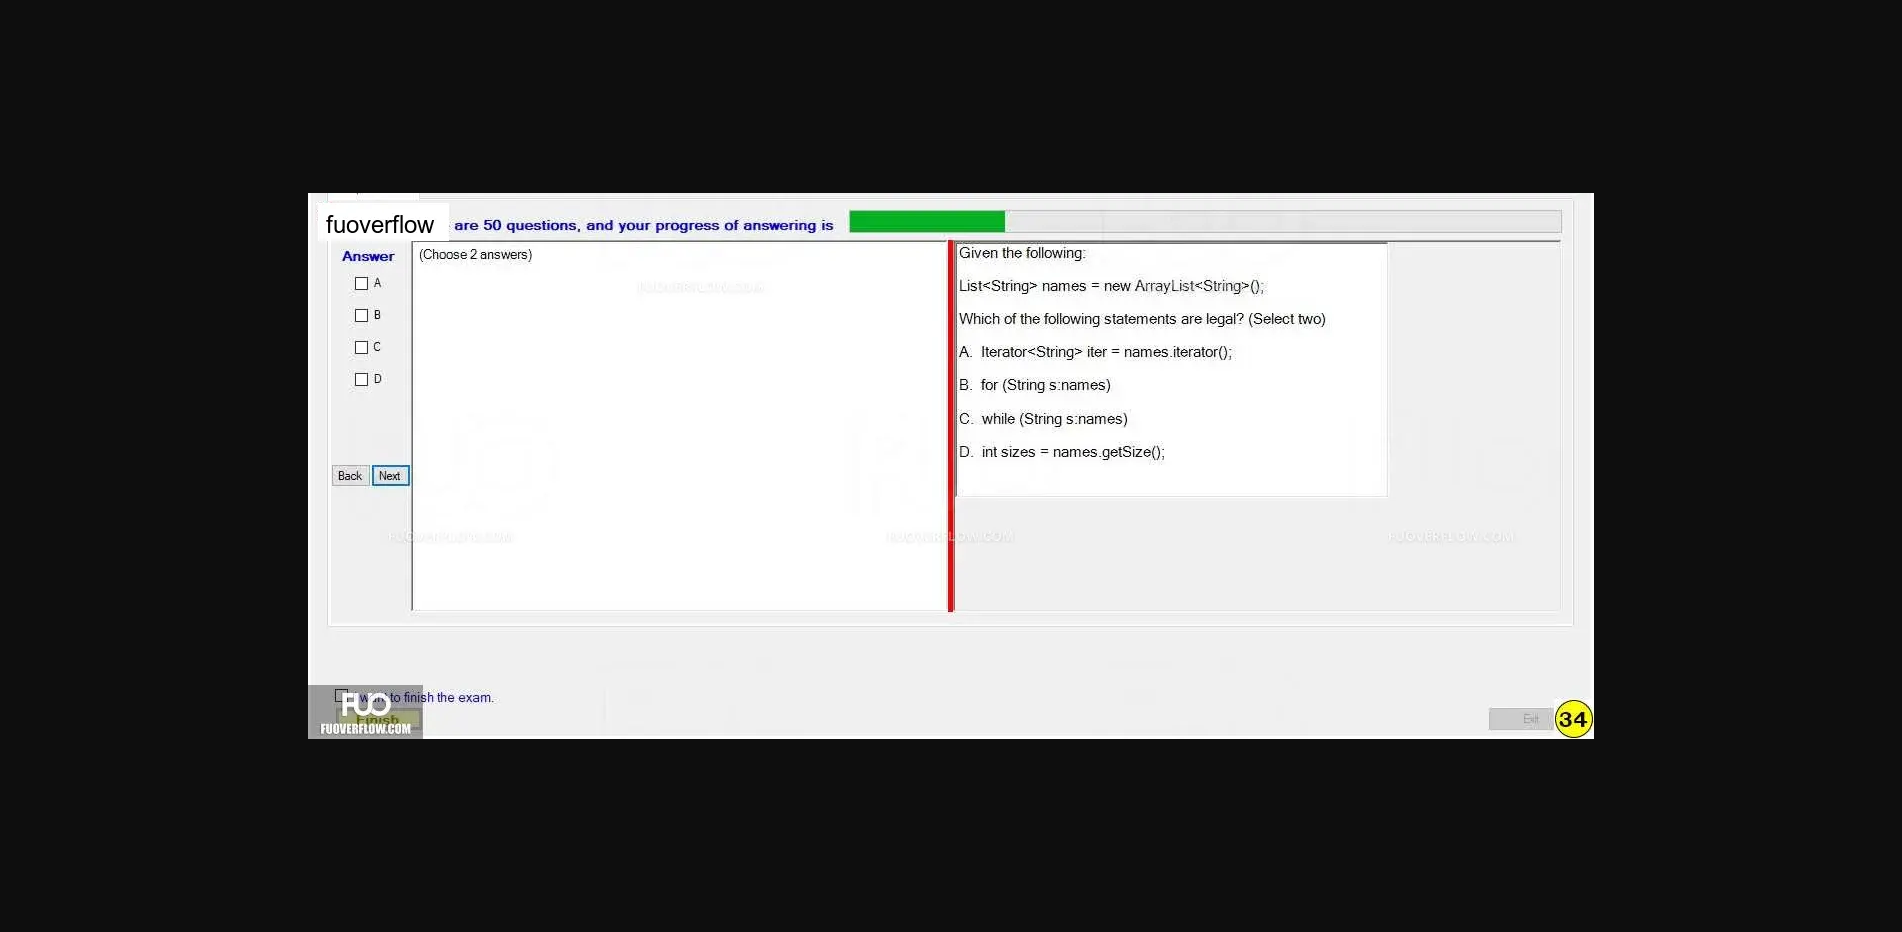 fuoverflow
are 50 questions, and your progress of answering is
Answer
A
B
C
D
Back Next
(Choose 2 answers)
FUOVERFLOW.COM
Given the following:
List<String> names = new ArrayList<String>();
Which of the following statements are legal? (Select two)
A. Iterator<String> iter = names.iterator();
B. for (String s:names)
C. while (String s:names)
D. int sizes = names.getSize();
FUOVERFLOW.COM FUOVERFLOW.COM FUOVERFLOW.COM
want to finish the exam.
FUO
Finish
FUOVERFLOW.COM
Exit
34